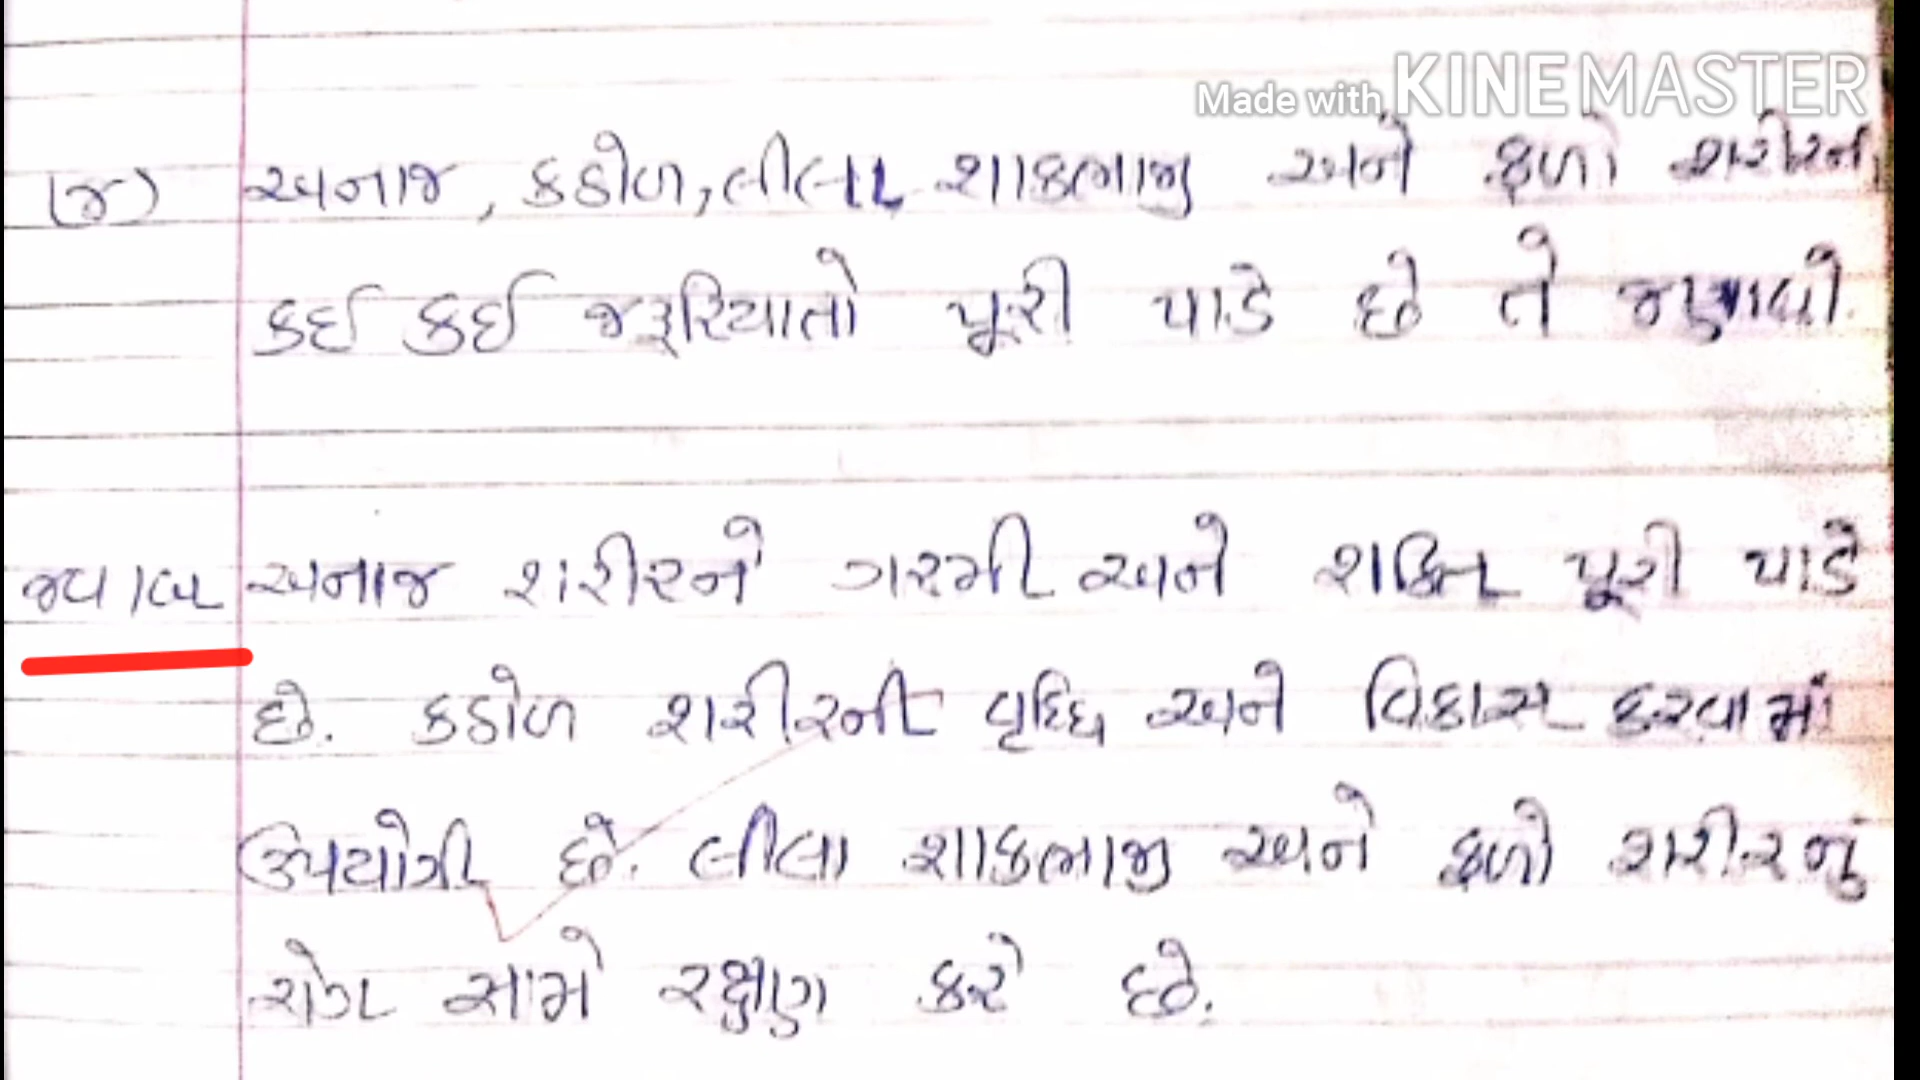 Made with KINEMASTER
(જ) અનાજ, કઠોળ, લીલા શાકભાજી અને ફળો શરીરની
કઈ કઈ જરૂરિયાતો પૂરી પાડે છે તે જણાવો.
જવાબ અનાજ શરીરને ગરમી અને શક્તિ પૂરી પાડે
છે. કઠોળ શરીરની વૃધ્ધિ અને વિકાસ કરવામાં
ઉપયોગી છે. લીલા શાકભાજી અને ફળો શરીરનું
રોગ સામે રક્ષણ કરે છે.